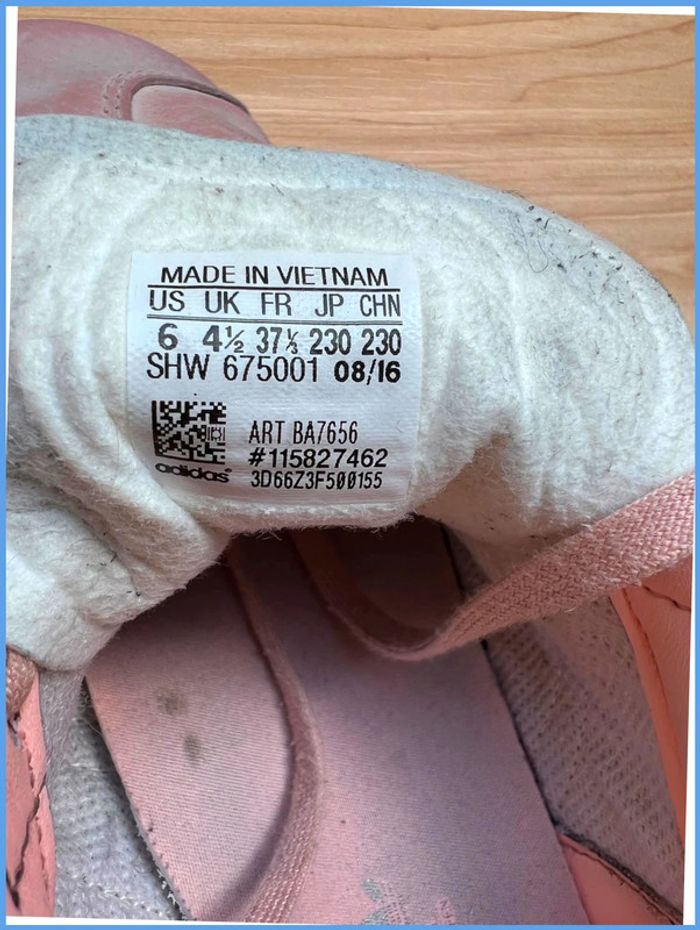 MADE IN VIETNAM
US UK FR JP CHN
6 4½ 37⅓ 230 230
SHW 675001 08/16
ART BA7656
#115827462
adidas
3D66Z3F500155